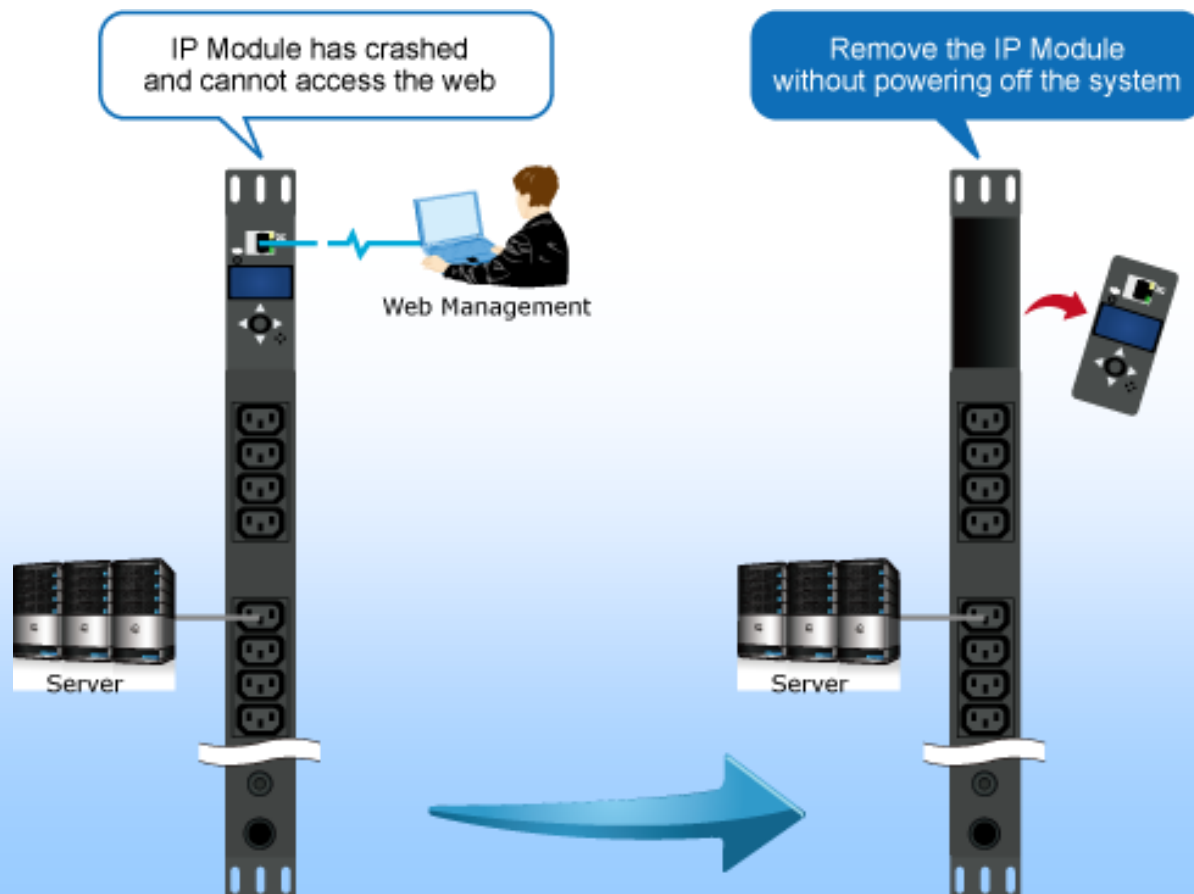 IP Module has crashed
and cannot access the web
Remove the IP Module
without powering off the system
Web Management
Server
Server